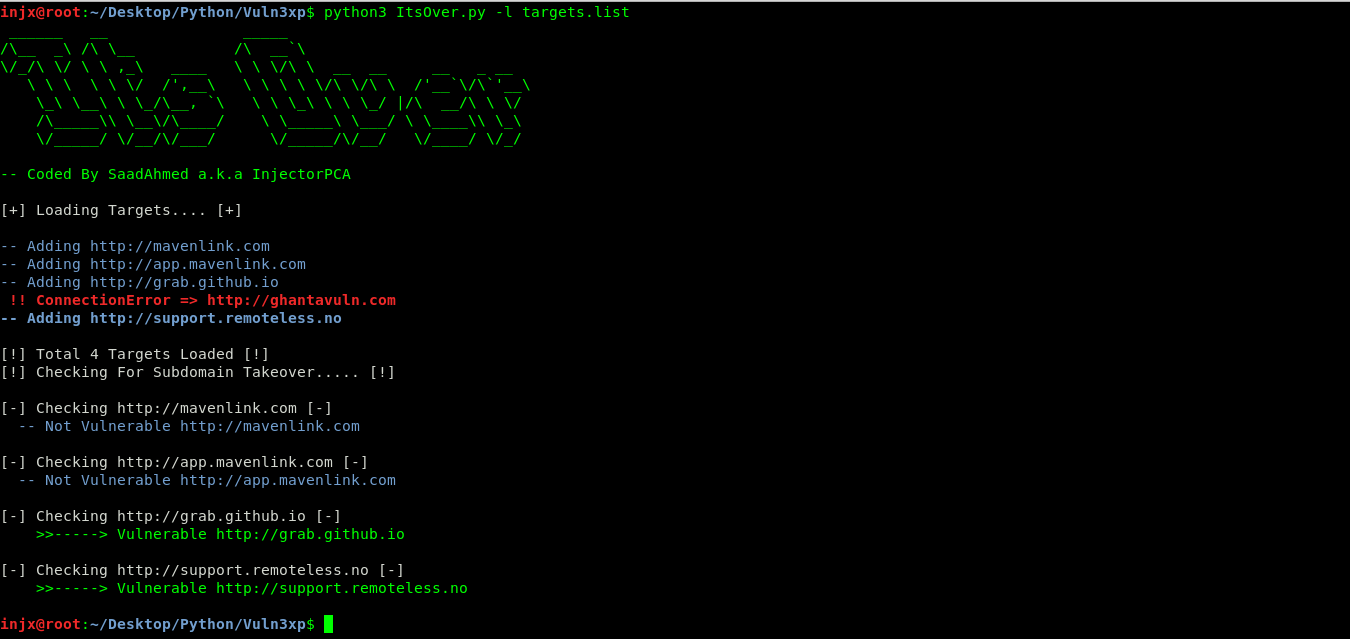 injx@root:~/Desktop/Python/Vuln3xp$ python3 ItsOver.py -l targets.list
Its Over
-- Coded By SaadAhmed a.k.a InjectorPCA
[+] Loading Targets.... [+]
-- Adding http://mavenlink.com
-- Adding http://app.mavenlink.com
-- Adding http://grab.github.io
!! ConnectionError => http://ghantavuln.com
-- Adding http://support.remoteless.no
[!] Total 4 Targets Loaded [!]
[!] Checking For Subdomain Takeover..... [!]
[-] Checking http://mavenlink.com [-]
-- Not Vulnerable http://mavenlink.com
[-] Checking http://app.mavenlink.com [-]
-- Not Vulnerable http://app.mavenlink.com
[-] Checking http://grab.github.io [-]
>>-----> Vulnerable http://grab.github.io
[-] Checking http://support.remoteless.no [-]
>>-----> Vulnerable http://support.remoteless.no
injx@root:~/Desktop/Python/Vuln3xp$